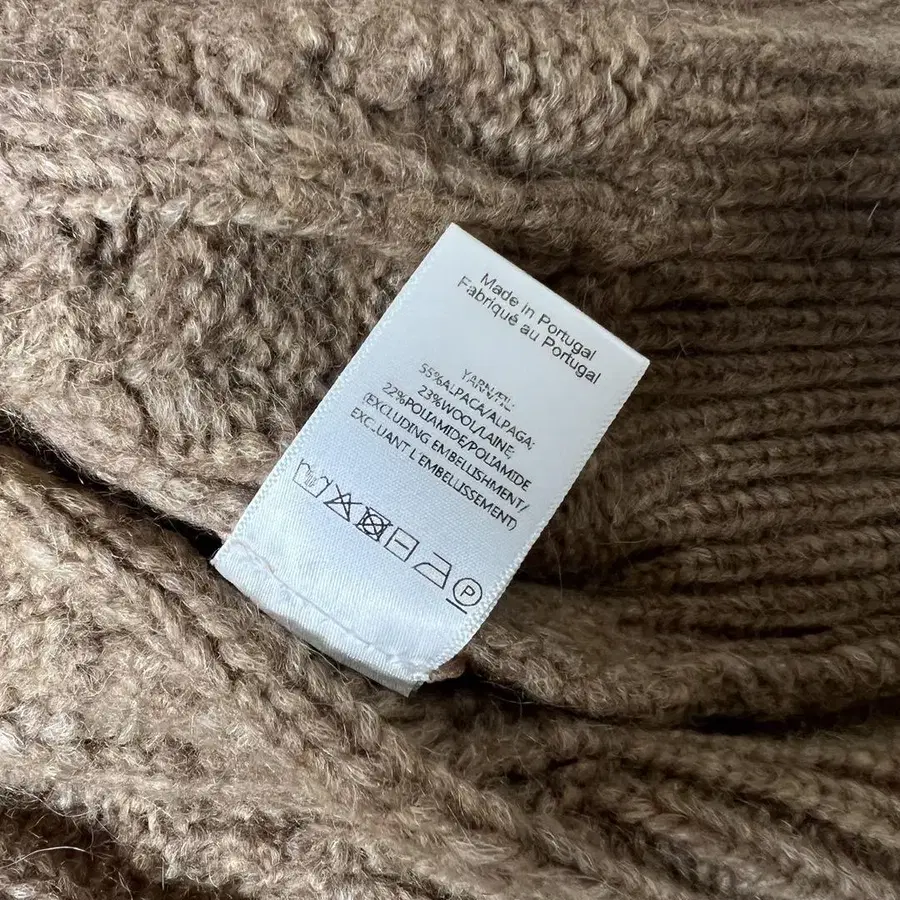 Made in Portugal
Fabriqué au Portugal
YARN/FIL:
55%ALPACA/ALPAGA;
23%WOOL/LAINE;
22%POLIAMIDE/POLIAMIDE
(EXCLUDING EMBELLISHMENT/
EXCLUANT L'EMBELLISSEMENT)
P